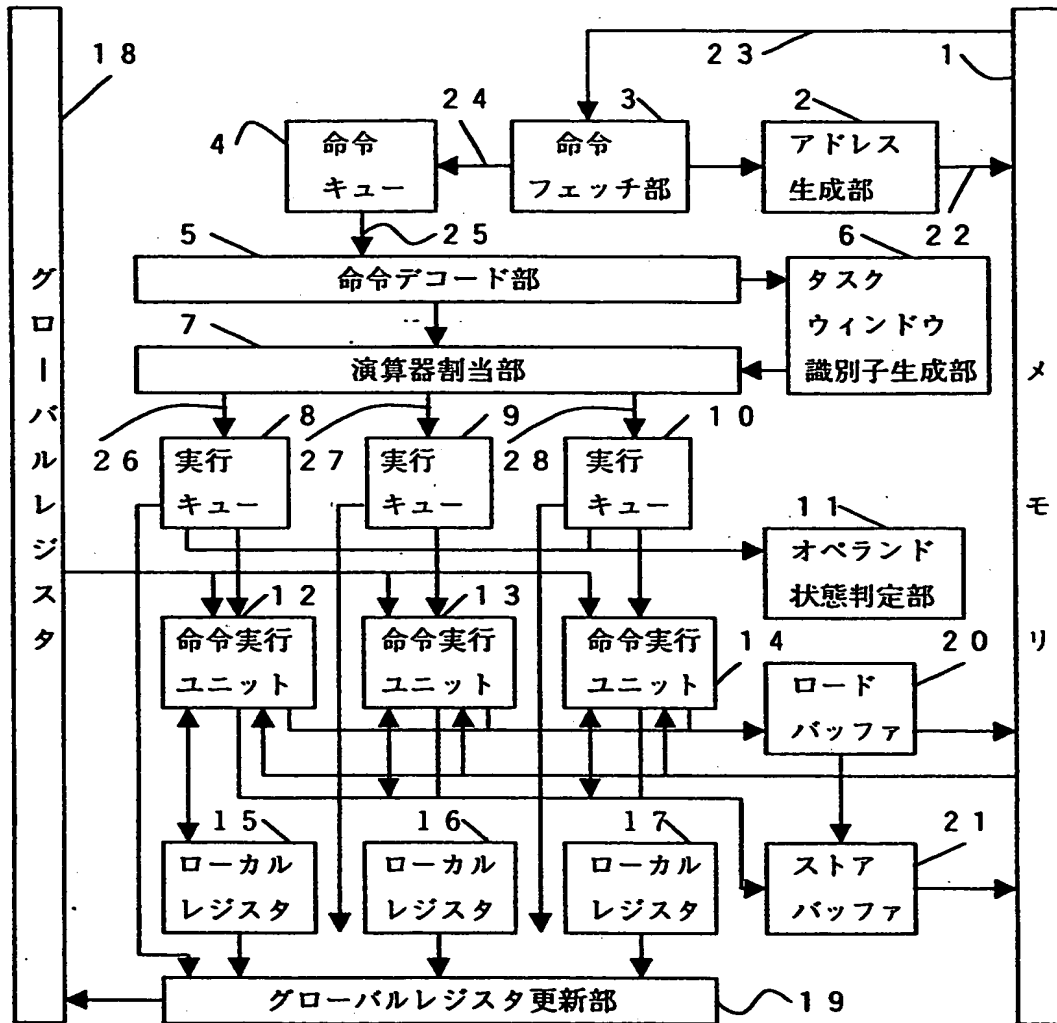 18
23
1
24
3
2
4
命令
キュー
命令
フェッチ部
アドレス
生成部
25
22
5
6
命令デコード部
タスク
ウィンドウ
識別子生成部
7
演算器割当部
グローバルレジスタ
メモリ
8
9
10
26
27
28
実行
キュー
実行
キュー
実行
キュー
11
オペランド
状態判定部
12
13
14
命令実行
ユニット
命令実行
ユニット
命令実行
ユニット
20
ロード
バッファ
15
16
17
21
ローカル
レジスタ
ローカル
レジスタ
ローカル
レジスタ
ストア
バッファ
グローバルレジスタ更新部
19